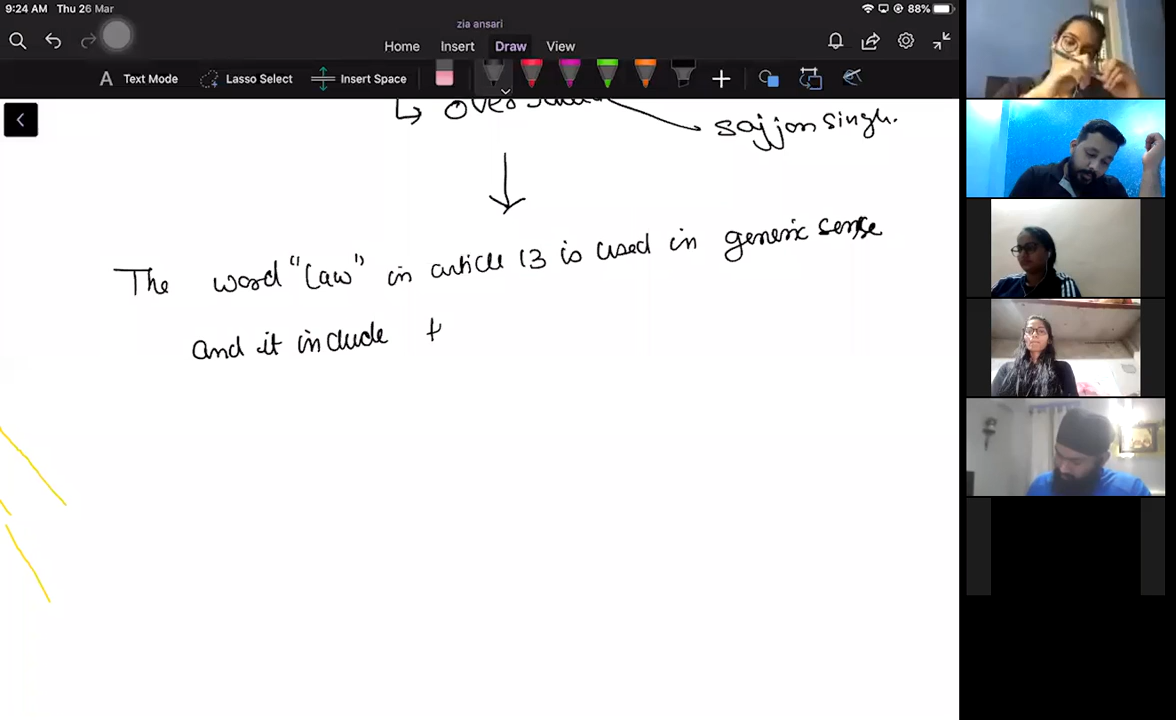 9:24 AM Thu 26 Mar
88%
zia ansari
Home Insert Draw View
Text Mode Lasso Select Insert Space
sajjan singh.
The word "Law" in article 13 is used in generic sense
and it include t